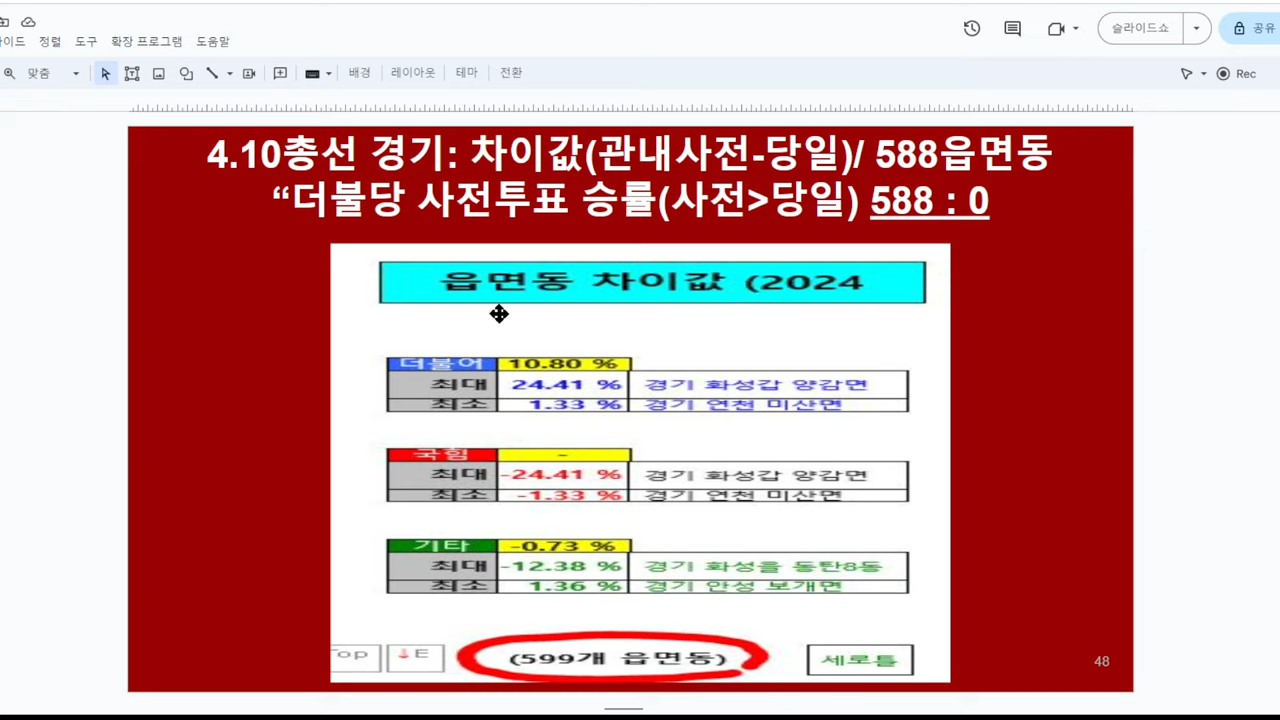 정렬 도구 확장 프로그램 도움말
슬라이드쇼
공유
맞춤
배경 레이아웃 테마 전환
Rec
4.10총선 경기: 차이값(관내사전-당일)/ 588읍면동
“더불당 사전투표 승률(사전>당일) 588 : 0
읍면동 차이값 (2024
더불어 10.80 %
최대 24.41 % 경기 화성갑 양감면
최소 1.33 % 경기 연천 미산면
국힘 -
최대 -24.41 % 경기 화성갑 양감면
최소 -1.33 % 경기 연천 미산면
기타 -0.73 %
최대 -12.38 % 경기 화성을 동탄8동
최소 1.36 % 경기 안성 보개면
Top ↓E (599개 읍면동) 세로틀
48